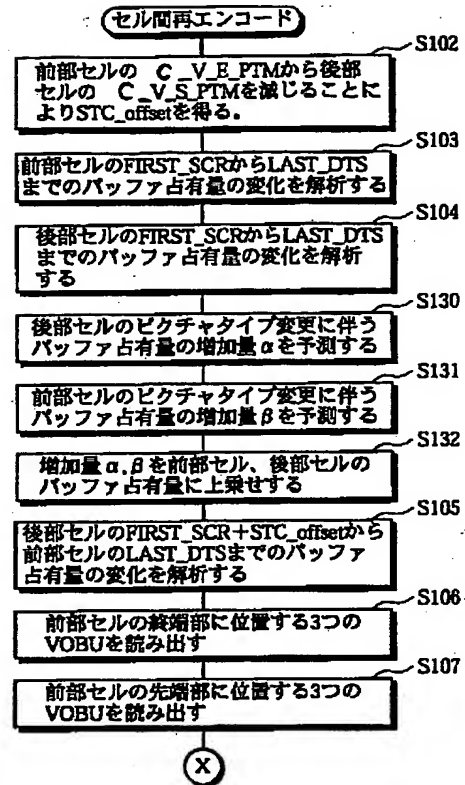 セル間再エンコード
S102
前部セルの C_V_E_PTMから後部
セルの C_V_S_PTMを減じることに
よりSTC_offsetを得る。
S103
前部セルのFIRST_SCRからLAST_DTS
までのバッファ占有量の変化を解析する
S104
後部セルのFIRST_SCRからLAST_DTS
までのバッファ占有量の変化を解析
する
S130
後部セルのピクチャタイプ変更に伴う
バッファ占有量の増加量αを予測する
S131
前部セルのピクチャタイプ変更に伴う
バッファ占有量の増加量βを予測する
S132
増加量α,βを前部セル、後部セルの
バッファ占有量に上乗せする
S105
後部セルのFIRST_SCR+STC_offsetから
前部セルのLAST_DTSまでのバッファ
占有量の変化を解析する
S106
前部セルの終端部に位置する3つの
VOBUを読み出す
S107
前部セルの先端部に位置する3つの
VOBUを読み出す
X